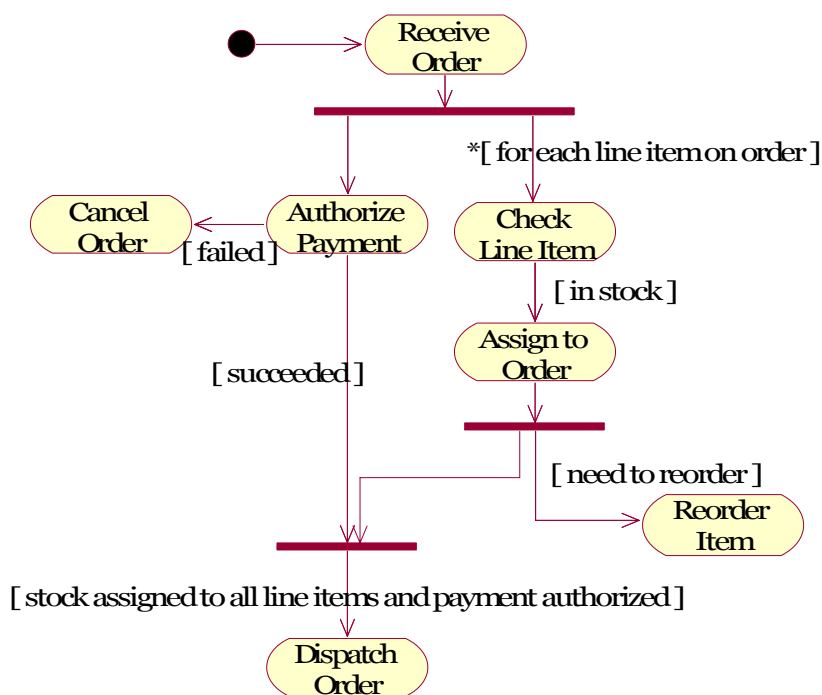 Receive
Order
*[ for each line item on order ]
Cancel
Order
Authorize
Payment
[ failed ]
Check
Line Item
[ in stock ]
Assign to
Order
[ succeeded ]
[ need to reorder ]
Reorder
Item
[ stock assigned to all line items and payment authorized ]
Dispatch
Order